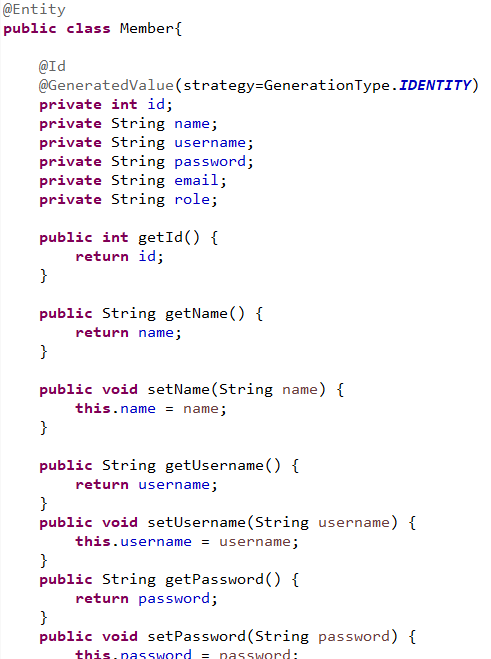 @Entity
public class Member{
@Id
@GeneratedValue(strategy=GenerationType.IDENTITY)
private int id;
private String name;
private String username;
private String password;
private String email;
private String role;
public int getId() {
return id;
}
public String getName() {
return name;
}
public void setName(String name) {
this.name = name;
}
public String getUsername() {
return username;
}
public void setUsername(String username) {
this.username = username;
}
public String getPassword() {
return password;
}
public void setPassword(String password) {
this.password = password;